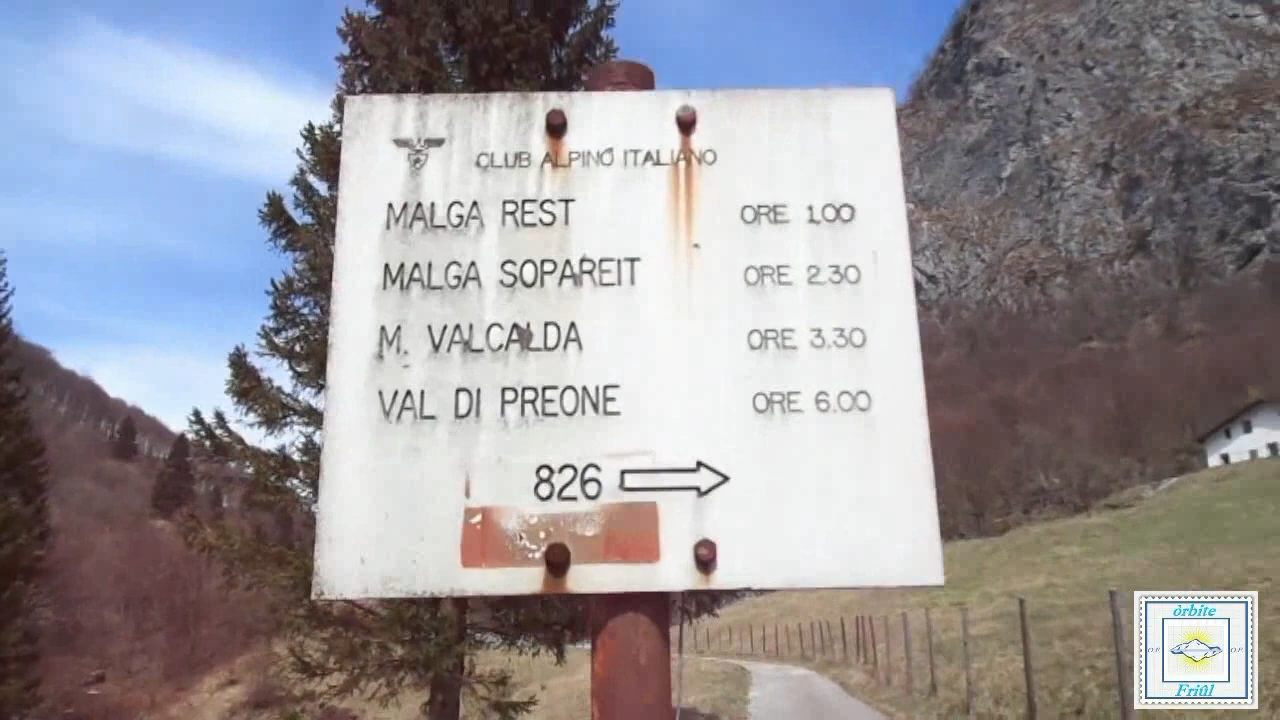 CLUB ALPINO ITALIANO
MALGA REST ORE 1.00
MALGA SOPAREIT ORE 2.30
M. VALCALDA ORE 3.30
VAL DI PREONE ORE 6.00
826
òrbite
O.F. O.F.
Friûl